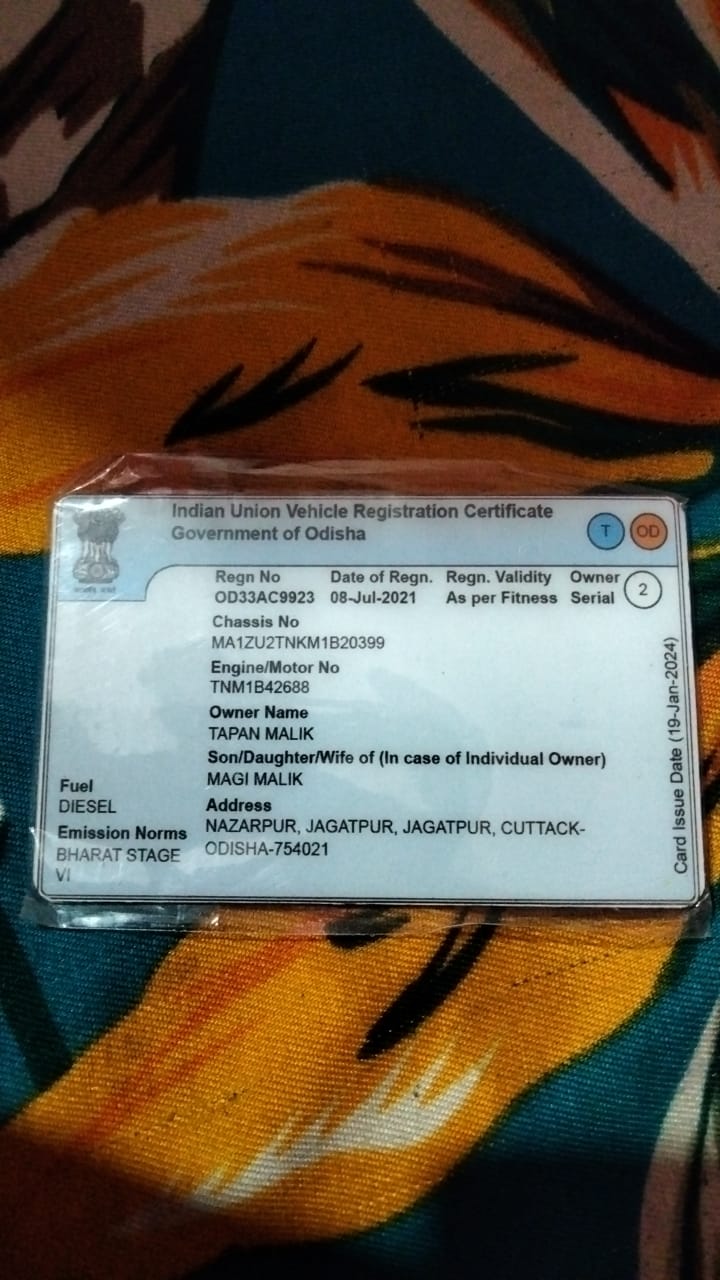 Indian Union Vehicle Registration Certificate
Government of Odisha
T OD
Regn No Date of Regn. Regn. Validity Owner
OD33AC9923 08-Jul-2021 As per Fitness Serial 2
Chassis No
MA1ZU2TNKM1B20399
Engine/Motor No
TNM1B42688
Owner Name
TAPAN MALIK
Son/Daughter/Wife of (In case of Individual Owner)
MAGI MALIK
Fuel
DIESEL
Address
NAZARPUR, JAGATPUR, JAGATPUR, CUTTACK-
ODISHA-754021
Emission Norms
BHARAT STAGE
VI
Card Issue Date (19-Jan-2024)